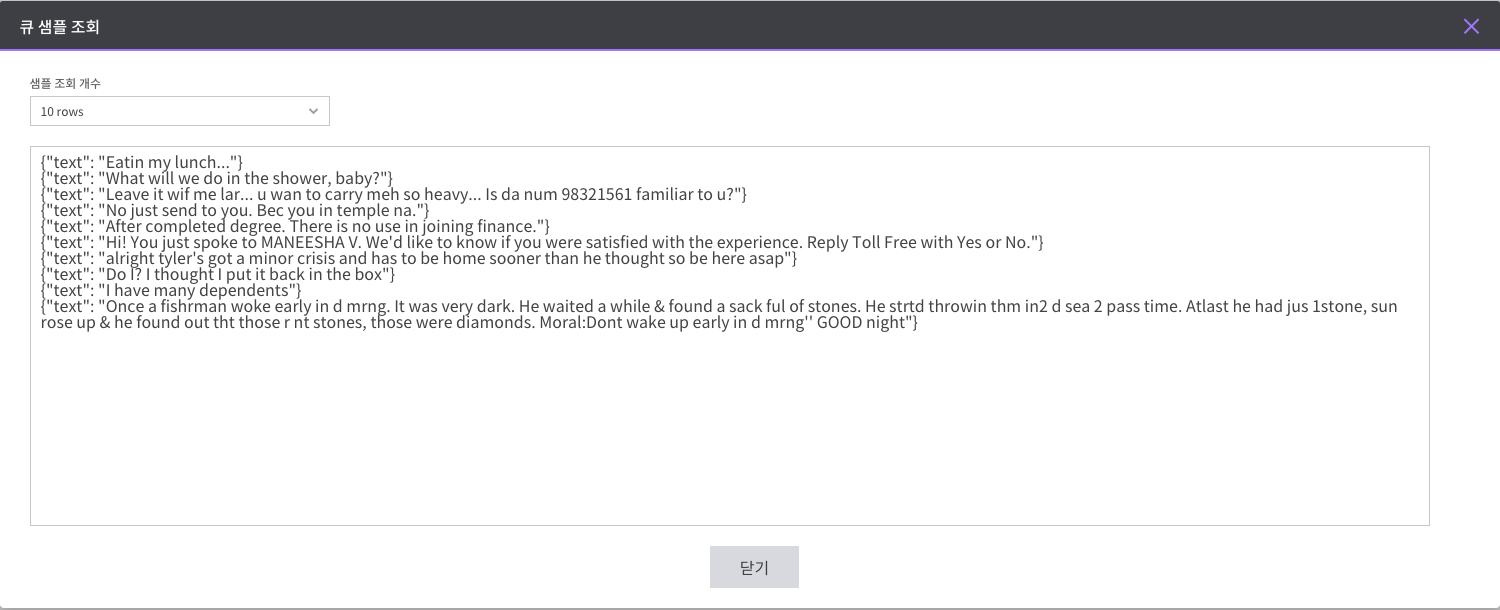 큐 샘플 조회
샘플 조회 개수
10 rows
{"text": "Eatin my lunch..."}
{"text": "What will we do in the shower, baby?"}
{"text": "Leave it wif me lar... u wan to carry meh so heavy... Is da num 98321561 familiar to u?"}
{"text": "No just send to you. Bec you in temple na."}
{"text": "After completed degree. There is no use in joining finance."}
{"text": "Hi! You just spoke to MANEESHA V. We'd like to know if you were satisfied with the experience. Reply Toll Free with Yes or No."}
{"text": "alright tyler's got a minor crisis and has to be home sooner than he thought so be here asap"}
{"text": "Do I? I thought I put it back in the box"}
{"text": "I have many dependents"}
{"text": "Once a fishrman woke early in d mrng. It was very dark. He waited a while & found a sack ful of stones. He strtd throwin thm in2 d sea 2 pass time. Atlast he had jus 1stone, sun
rose up & he found out tht those r nt stones, those were diamonds. Moral:Dont wake up early in d mrng'' GOOD night"}
닫기